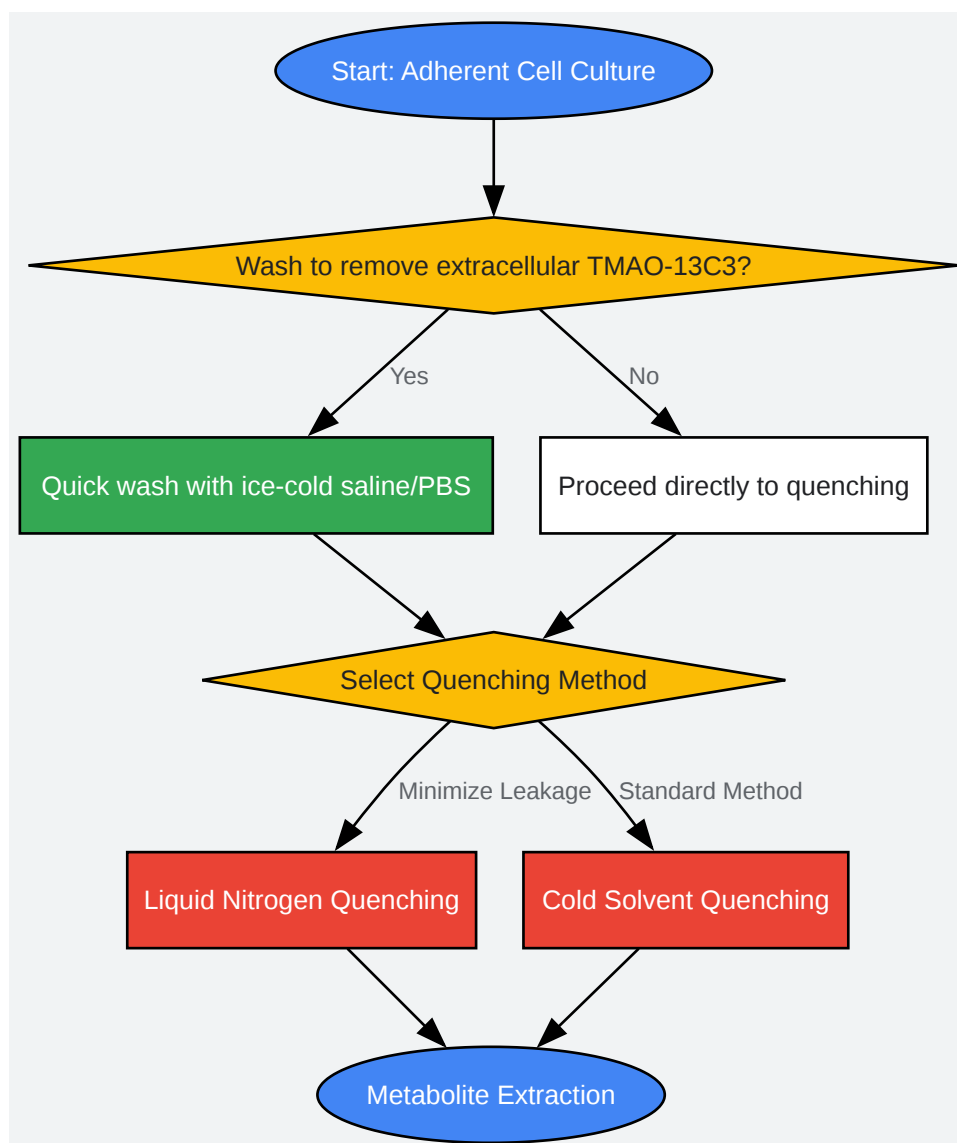 Start: Adherent Cell Culture
Wash to remove extracellular TMAO-13C3?
Yes
No
Quick wash with ice-cold saline/PBS
Proceed directly to quenching
Select Quenching Method
Minimize Leakage
Standard Method
Liquid Nitrogen Quenching
Cold Solvent Quenching
Metabolite Extraction